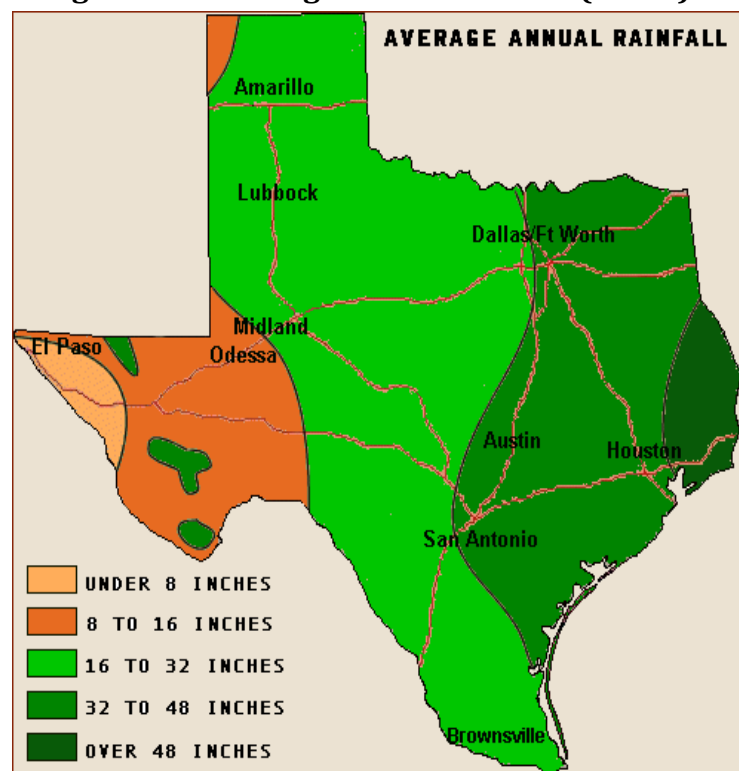 AVERAGE ANNUAL RAINFALL
Amarillo
Lubbock
Dallas/Ft Worth
Midland
El Paso
Odessa
Austin
Houston
San Antonio
UNDER 8 INCHES
8 TO 16 INCHES
16 TO 32 INCHES
32 TO 48 INCHES
Brownsville
OVER 48 INCHES